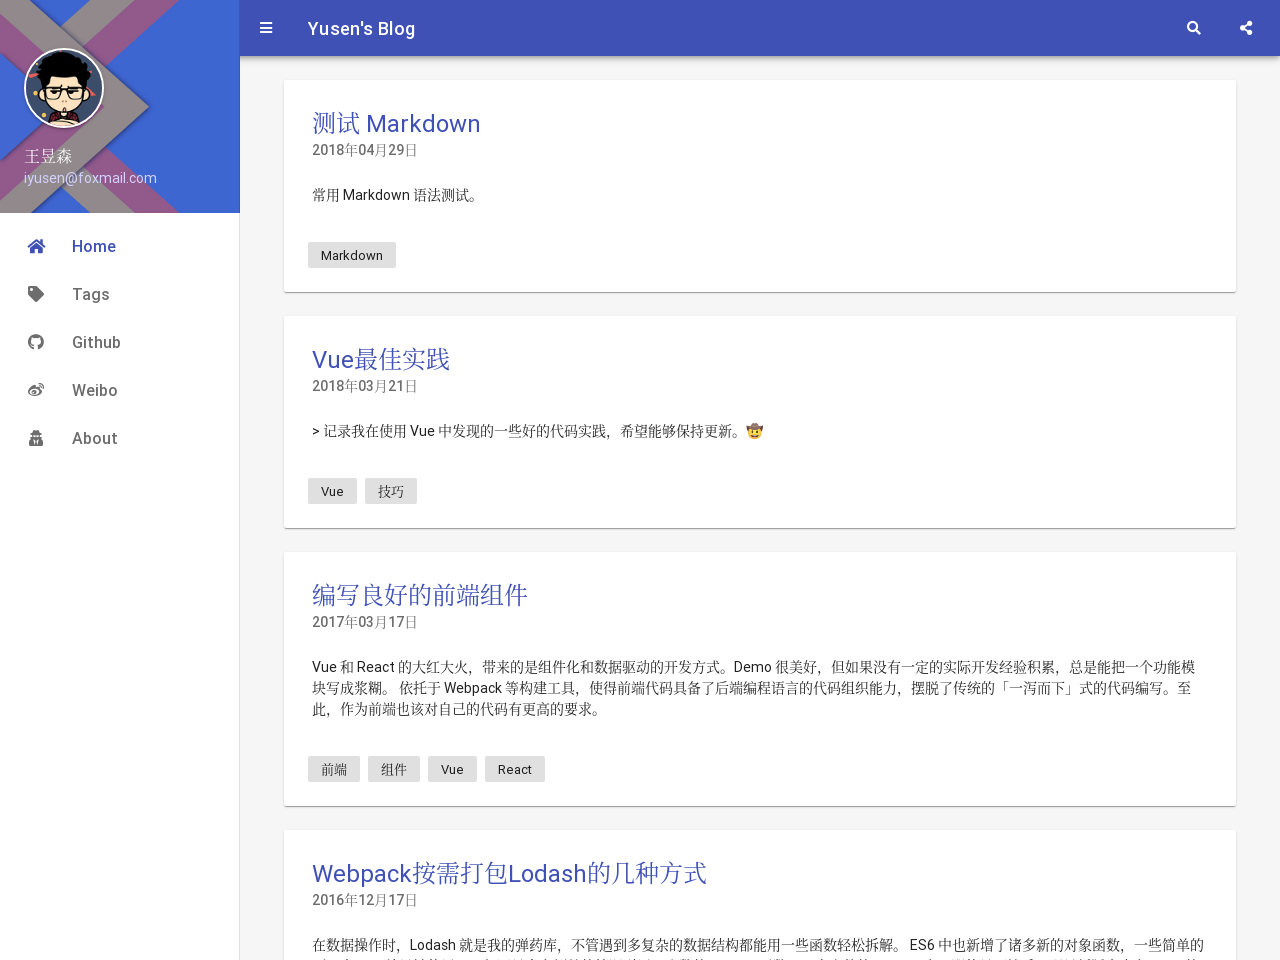 王昱森
iyusen@foxmail.com
Home
Tags
Github
Weibo
About
Yusen's Blog
测试 Markdown
2018年04月29日
常用 Markdown 语法测试。
Markdown
Vue最佳实践
2018年03月21日
> 记录我在使用 Vue 中发现的一些好的代码实践，希望能够保持更新。🤠
Vue 技巧
编写良好的前端组件
2017年03月17日
Vue 和 React 的大红大火，带来的是组件化和数据驱动的开发方式。Demo 很美好，但如果没有一定的实际开发经验积累，总是能把一个功能模
块写成浆糊。 依托于 Webpack 等构建工具，使得前端代码具备了后端编程语言的代码组织能力，摆脱了传统的「一泻而下」式的代码编写。至
此，作为前端也该对自己的代码有更高的要求。
前端 组件 Vue React
Webpack按需打包Lodash的几种方式
2016年12月17日
在数据操作时，Lodash 就是我的弹药库，不管遇到多复杂的数据结构都能用一些函数轻松拆解。 ES6 中也新增了诸多新的对象函数，一些简单的